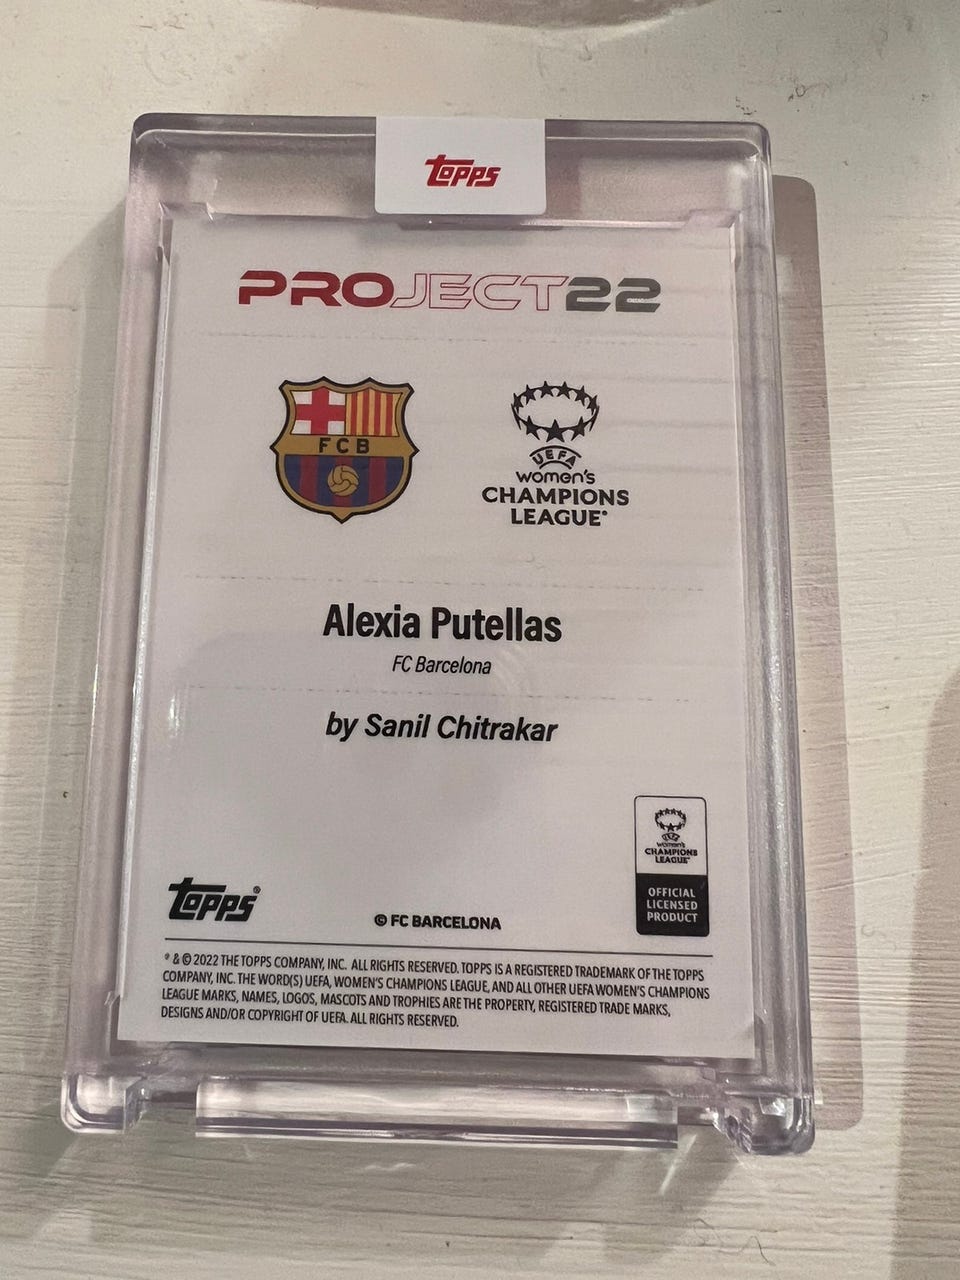 TOPPS
PROJECT22
FCB
UEFA
women's
CHAMPIONS
LEAGUE®
Alexia Putellas
FC Barcelona
by Sanil Chitrakar
UEFA
women's
CHAMPIONS
LEAGUE®
OFFICIAL
LICENSED
PRODUCT
TOPPS®
© FC BARCELONA
® & © 2022 THE TOPPS COMPANY, INC. ALL RIGHTS RESERVED. TOPPS IS A REGISTERED TRADEMARK OF THE TOPPS
COMPANY, INC. THE WORD(S) UEFA, WOMEN'S CHAMPIONS LEAGUE, AND ALL OTHER UEFA WOMEN'S CHAMPIONS
LEAGUE MARKS, NAMES, LOGOS, MASCOTS AND TROPHIES ARE THE PROPERTY, REGISTERED TRADE MARKS,
DESIGNS AND/OR COPYRIGHT OF UEFA. ALL RIGHTS RESERVED.